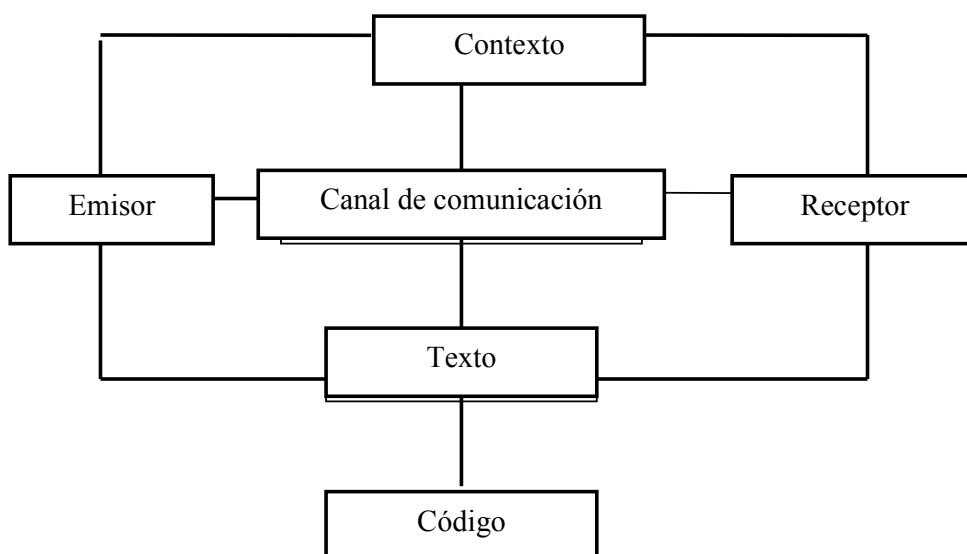 Contexto
Emisor
Canal de comunicación
Receptor
Texto
Código